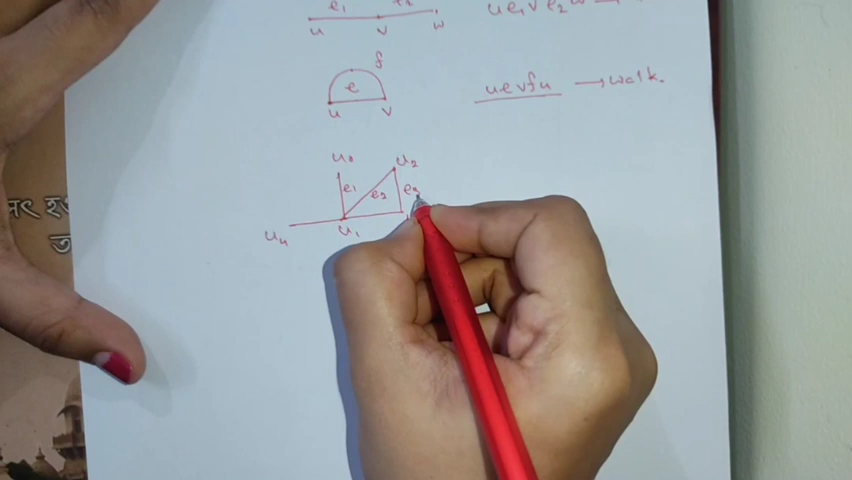 e₁
u v w
u e₁ v e₂ w →
f
e
u v
u e v f u → walk.
u₀ u₂
e₁ e₂ e₃
u₄ u₁